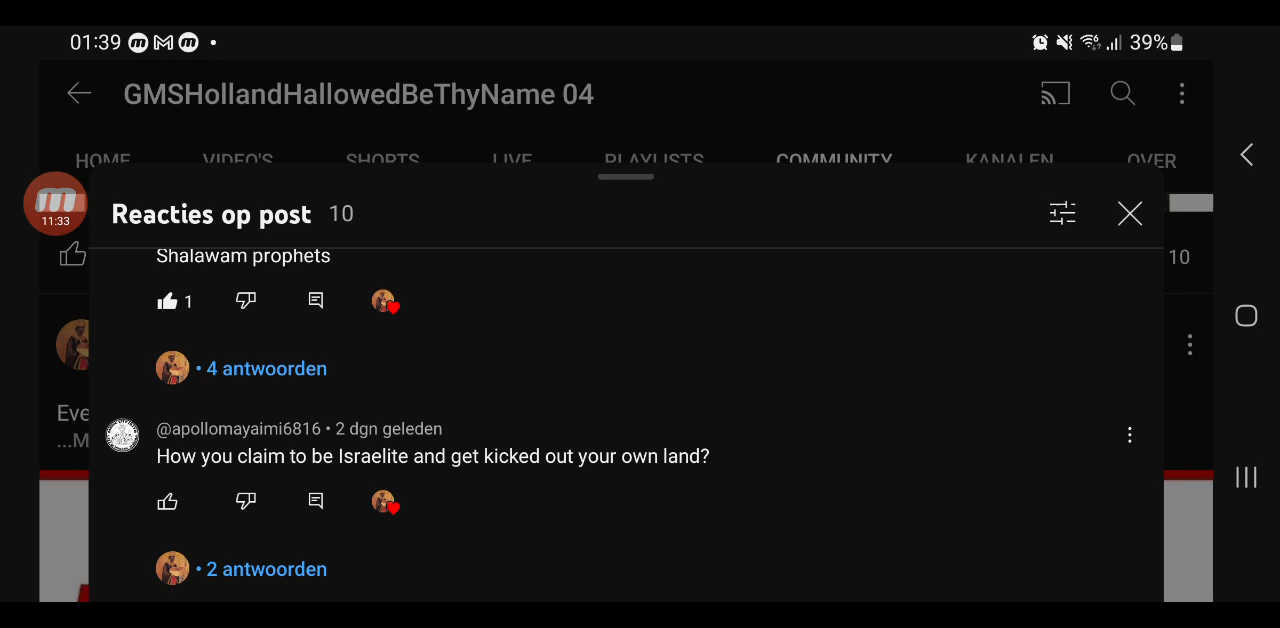 01:39 39%
GMSHollandHallowedBeThyName 04
HOME VIDEO'S SHORTS LIVE PLAYLISTS COMMUNITY KANALEN OVER
11:33
Reacties op post 10
Shalawam prophets
10
1
4 antwoorden
Eve
...M
@apollomayaimi6816 • 2 dgn geleden
How you claim to be Israelite and get kicked out your own land?
2 antwoorden